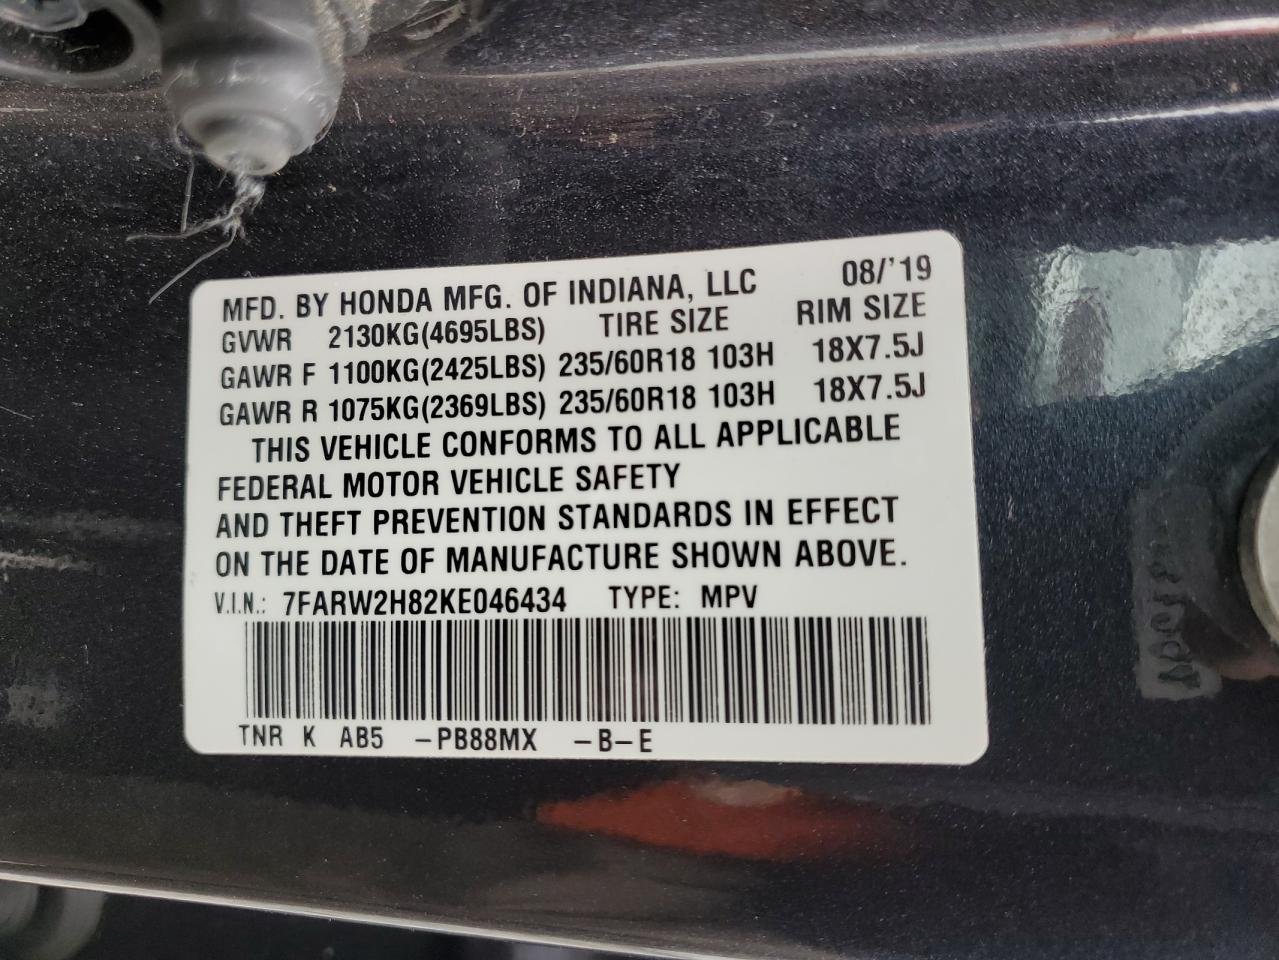 MFD. BY HONDA MFG. OF INDIANA, LLC 08/'19
GVWR 2130KG(4695LBS) TIRE SIZE RIM SIZE
GAWR F 1100KG(2425LBS) 235/60R18 103H 18X7.5J
GAWR R 1075KG(2369LBS) 235/60R18 103H 18X7.5J
THIS VEHICLE CONFORMS TO ALL APPLICABLE
FEDERAL MOTOR VEHICLE SAFETY
AND THEFT PREVENTION STANDARDS IN EFFECT
ON THE DATE OF MANUFACTURE SHOWN ABOVE.
V.I.N.: 7FARW2H82KE046434 TYPE: MPV
TNR K AB5 -PB88MX -B-E